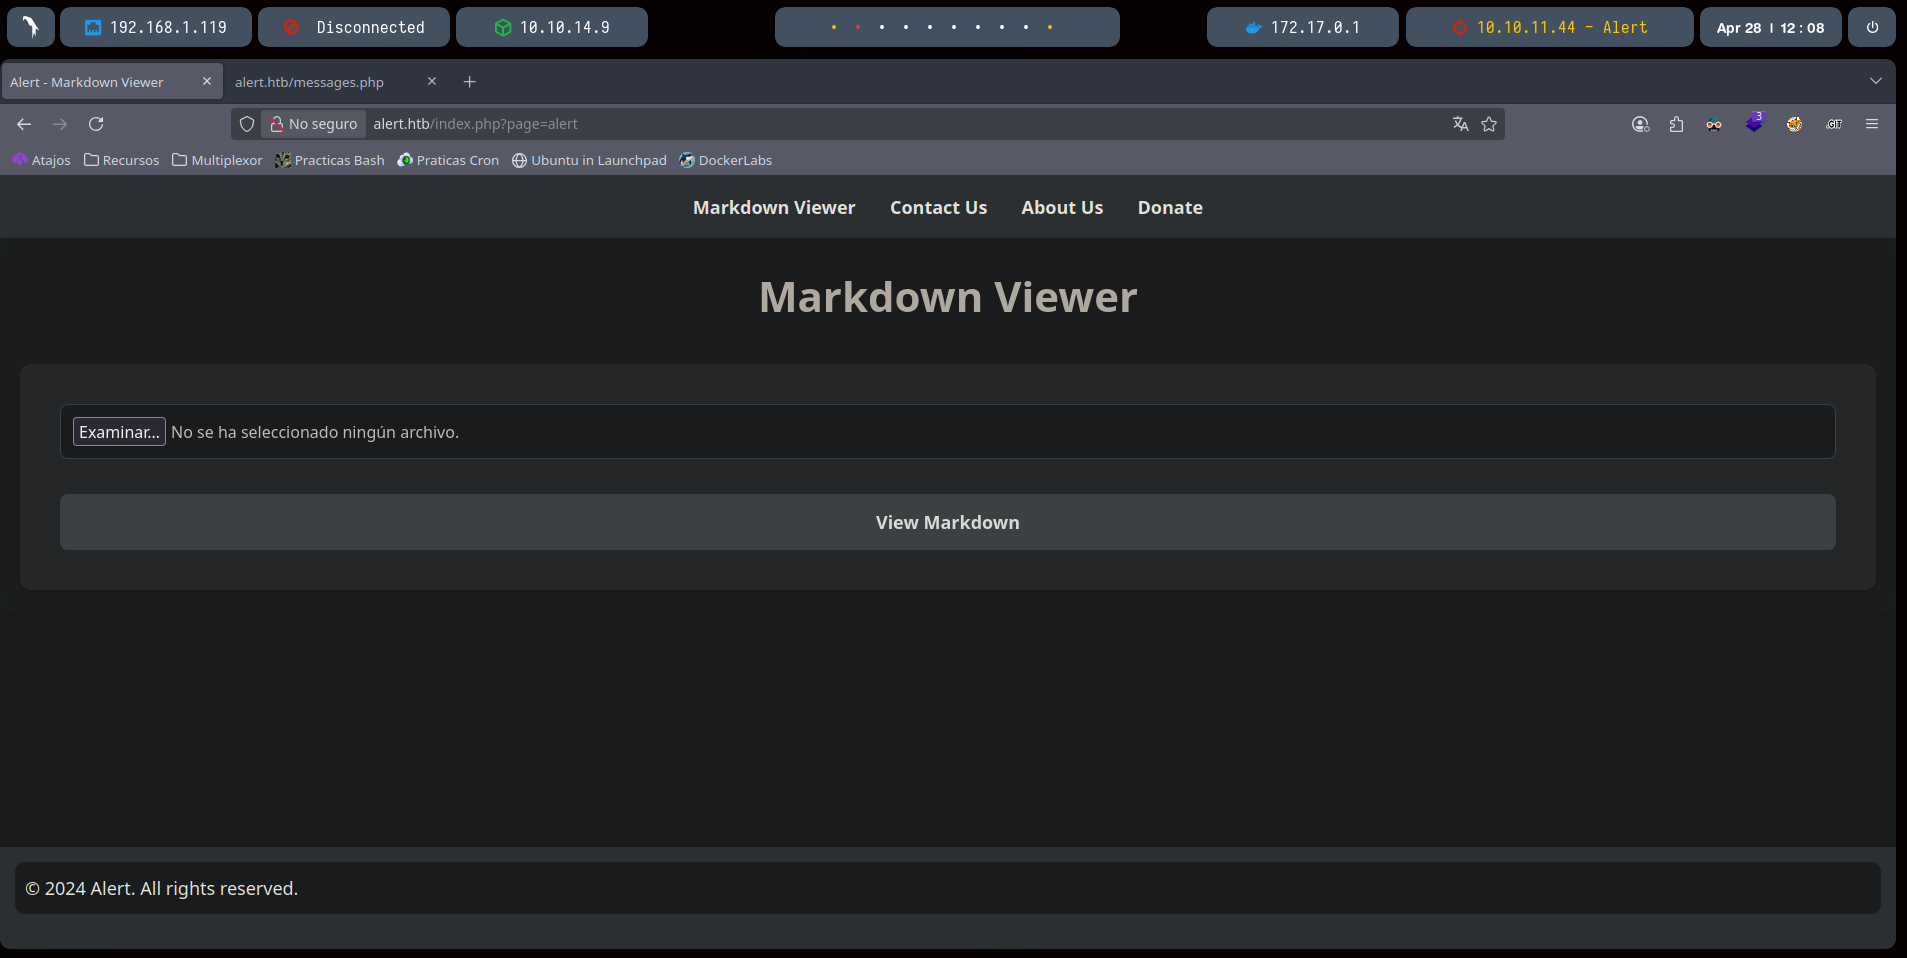 192.168.1.119 Disconnected 10.10.14.9 172.17.0.1 10.10.11.44 - Alert Apr 28 | 12:08
Alert - Markdown Viewer alert.htb/messages.php
No seguro alert.htb/index.php?page=alert 3 .GIT
Atajos Recursos Multiplexor Practicas Bash Praticas Cron Ubuntu in Launchpad DockerLabs
Markdown Viewer Contact Us About Us Donate
Markdown Viewer
Examinar... No se ha seleccionado ningún archivo.
View Markdown
© 2024 Alert. All rights reserved.